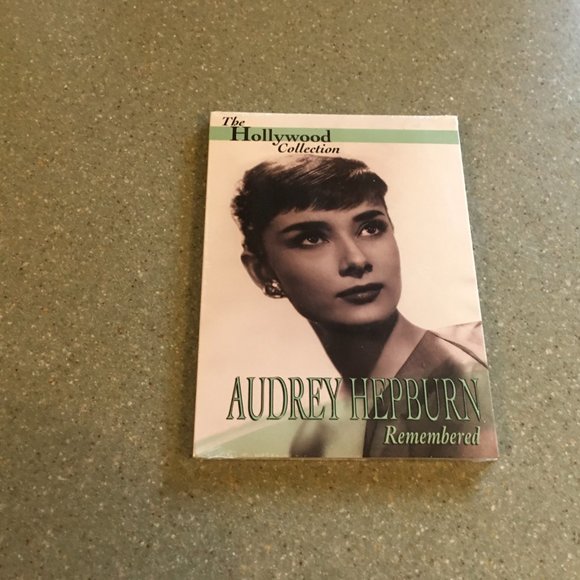 The
Hollywood
Collection
AUDREY HEPBURN
Remembered